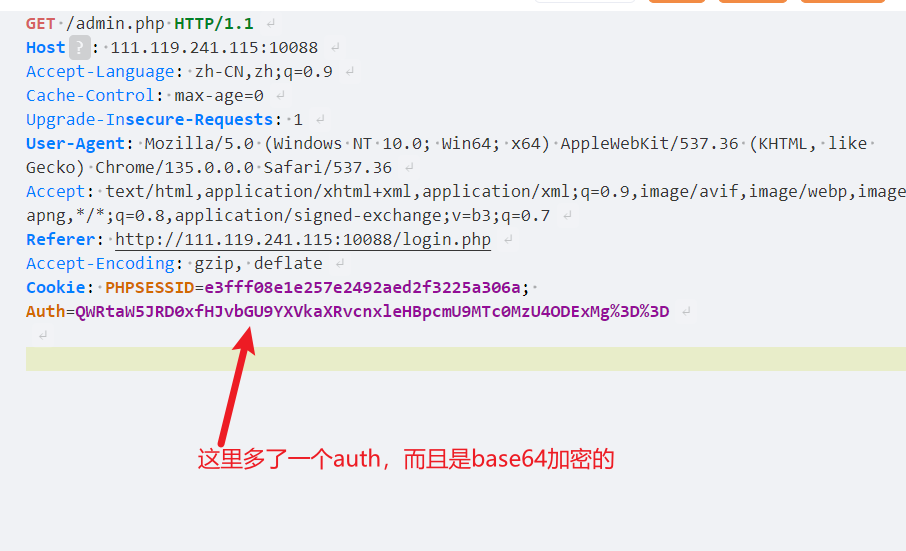 GET /admin.php HTTP/1.1
Host ? : 111.119.241.115:10088
Accept-Language: zh-CN,zh;q=0.9
Cache-Control: max-age=0
Upgrade-Insecure-Requests: 1
User-Agent: Mozilla/5.0 (Windows NT 10.0; Win64; x64) AppleWebKit/537.36 (KHTML, like
Gecko) Chrome/135.0.0.0 Safari/537.36
Accept: text/html,application/xhtml+xml,application/xml;q=0.9,image/avif,image/webp,image
apng,*/*;q=0.8,application/signed-exchange;v=b3;q=0.7
Referer: http://111.119.241.115:10088/login.php
Accept-Encoding: gzip, deflate
Cookie: PHPSESSID=e3fff08e1e257e2492aed2f3225a306a;
Auth=QWRtaW5JRD0xfHJvbGU9YXVkaXRvcnxleHBpcmU9MTc0MzU4ODExMg%3D%3D
这里多了一个auth，而且是base64加密的